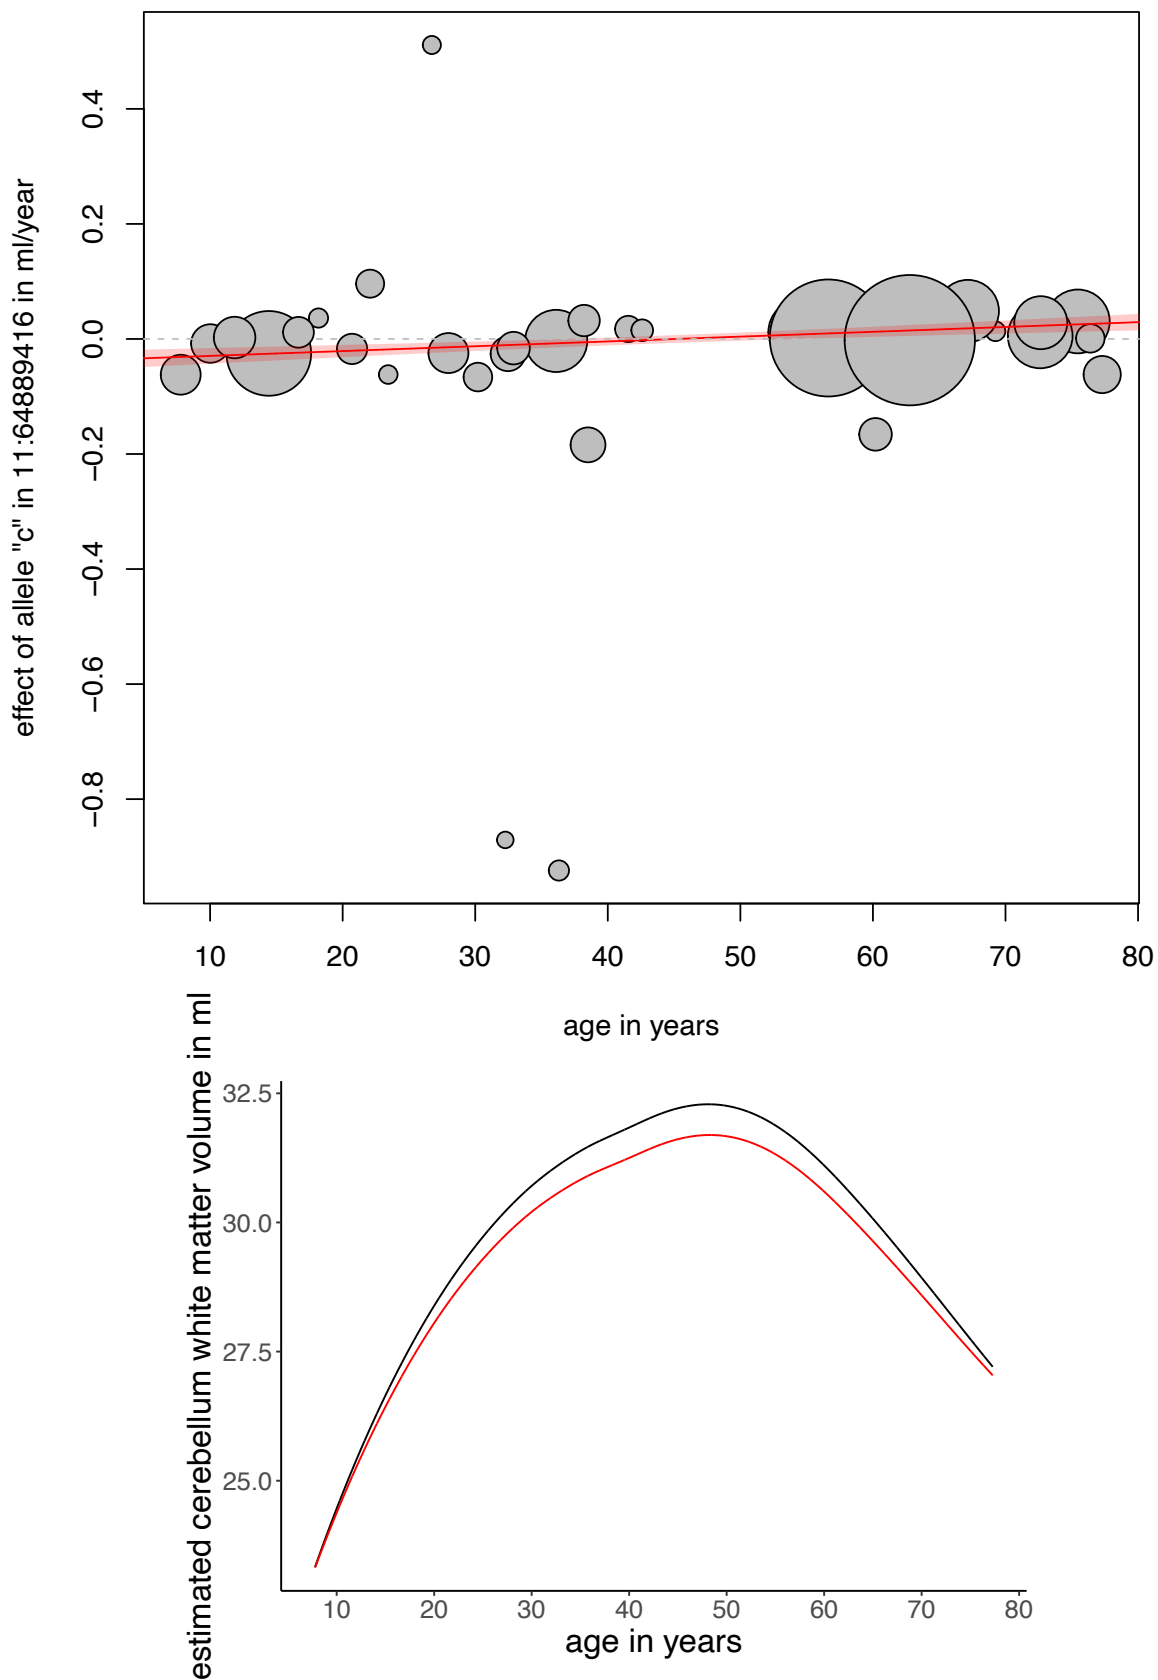 effect of allele "c" in 11:64889416 in ml/year
0.4
0.2
0.0
−0.2
−0.4
−0.6
−0.8
10 20 30 40 50 60 70 80
age in years
estimated cerebellum white matter volume in ml
32.5
30.0
27.5
25.0
10 20 30 40 50 60 70 80
age in years